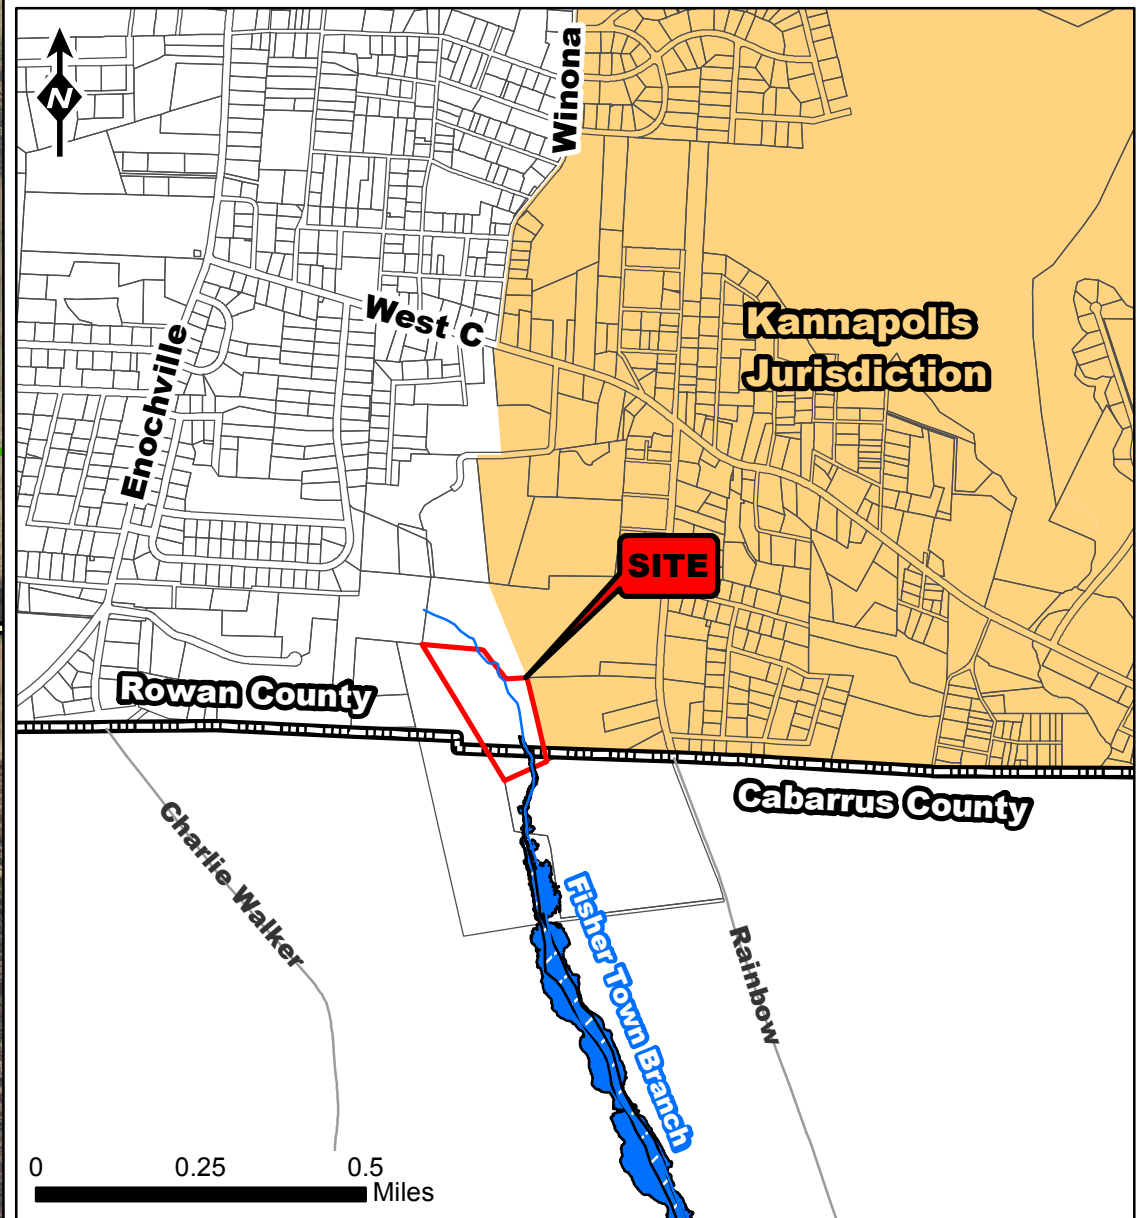 N
Winona
West C
Kannapolis
Jurisdiction
Enochville
SITE
Rowan County
Cabarrus County
Charlie Walker
Fisher Town Branch
Rainbow
0 0.25 0.5
Miles